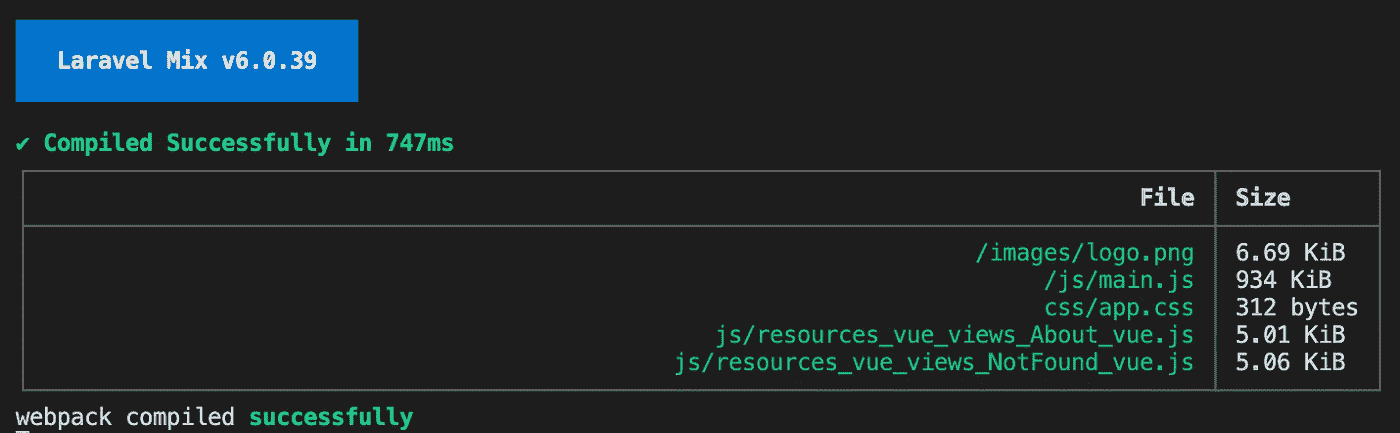 Laravel Mix v6.0.39
✔ Compiled Successfully in 747ms
File Size
/images/logo.png 6.69 KiB
/js/main.js 934 KiB
css/app.css 312 bytes
js/resources_vue_views_About_vue.js 5.01 KiB
js/resources_vue_views_NotFound_vue.js 5.06 KiB
webpack compiled successfully